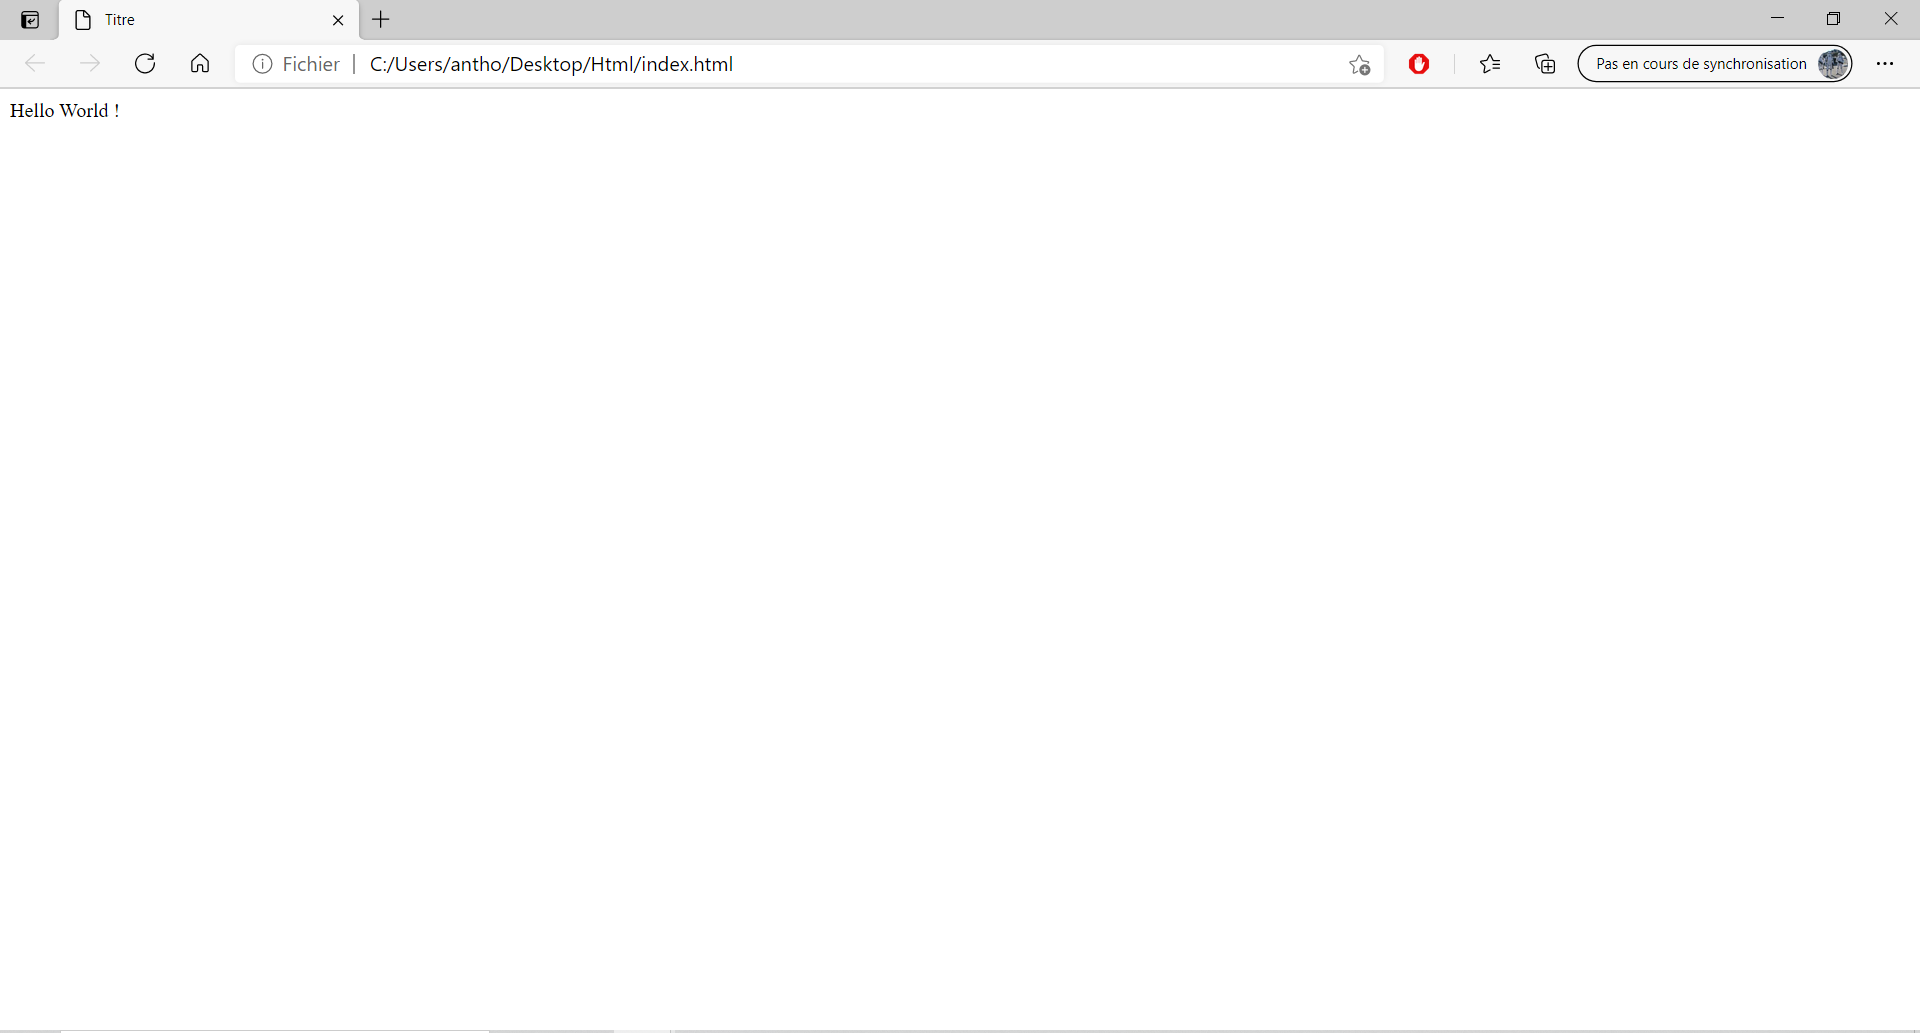 Titre
Fichier | C:/Users/antho/Desktop/Html/index.html
Pas en cours de synchronisation
Hello World !